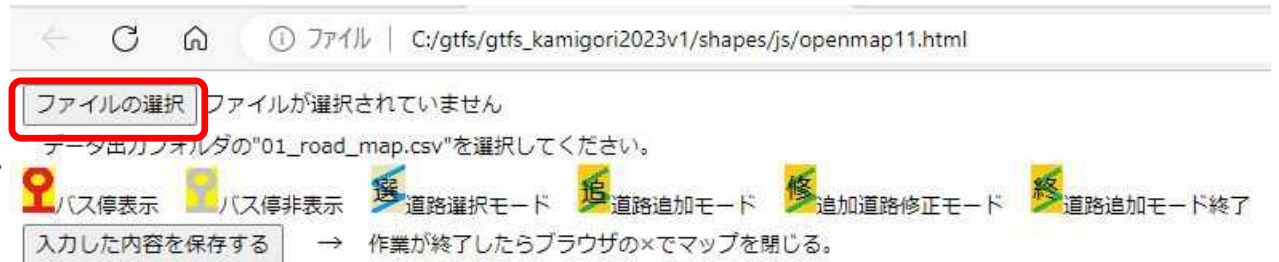 ファイル | C:/gtfs/gtfs_kamigori2023v1/shapes/js/openmap11.html
ファイルの選択 ファイルが選択されていません
データ出力フォルダの"01_road_map.csv"を選択してください。
バス停表示 バス停非表示 選 道路選択モード 追 道路追加モード 修 追加道路修正モード 終 道路追加モード終了
入力した内容を保存する → 作業が終了したらブラウザの×でマップを閉じる。